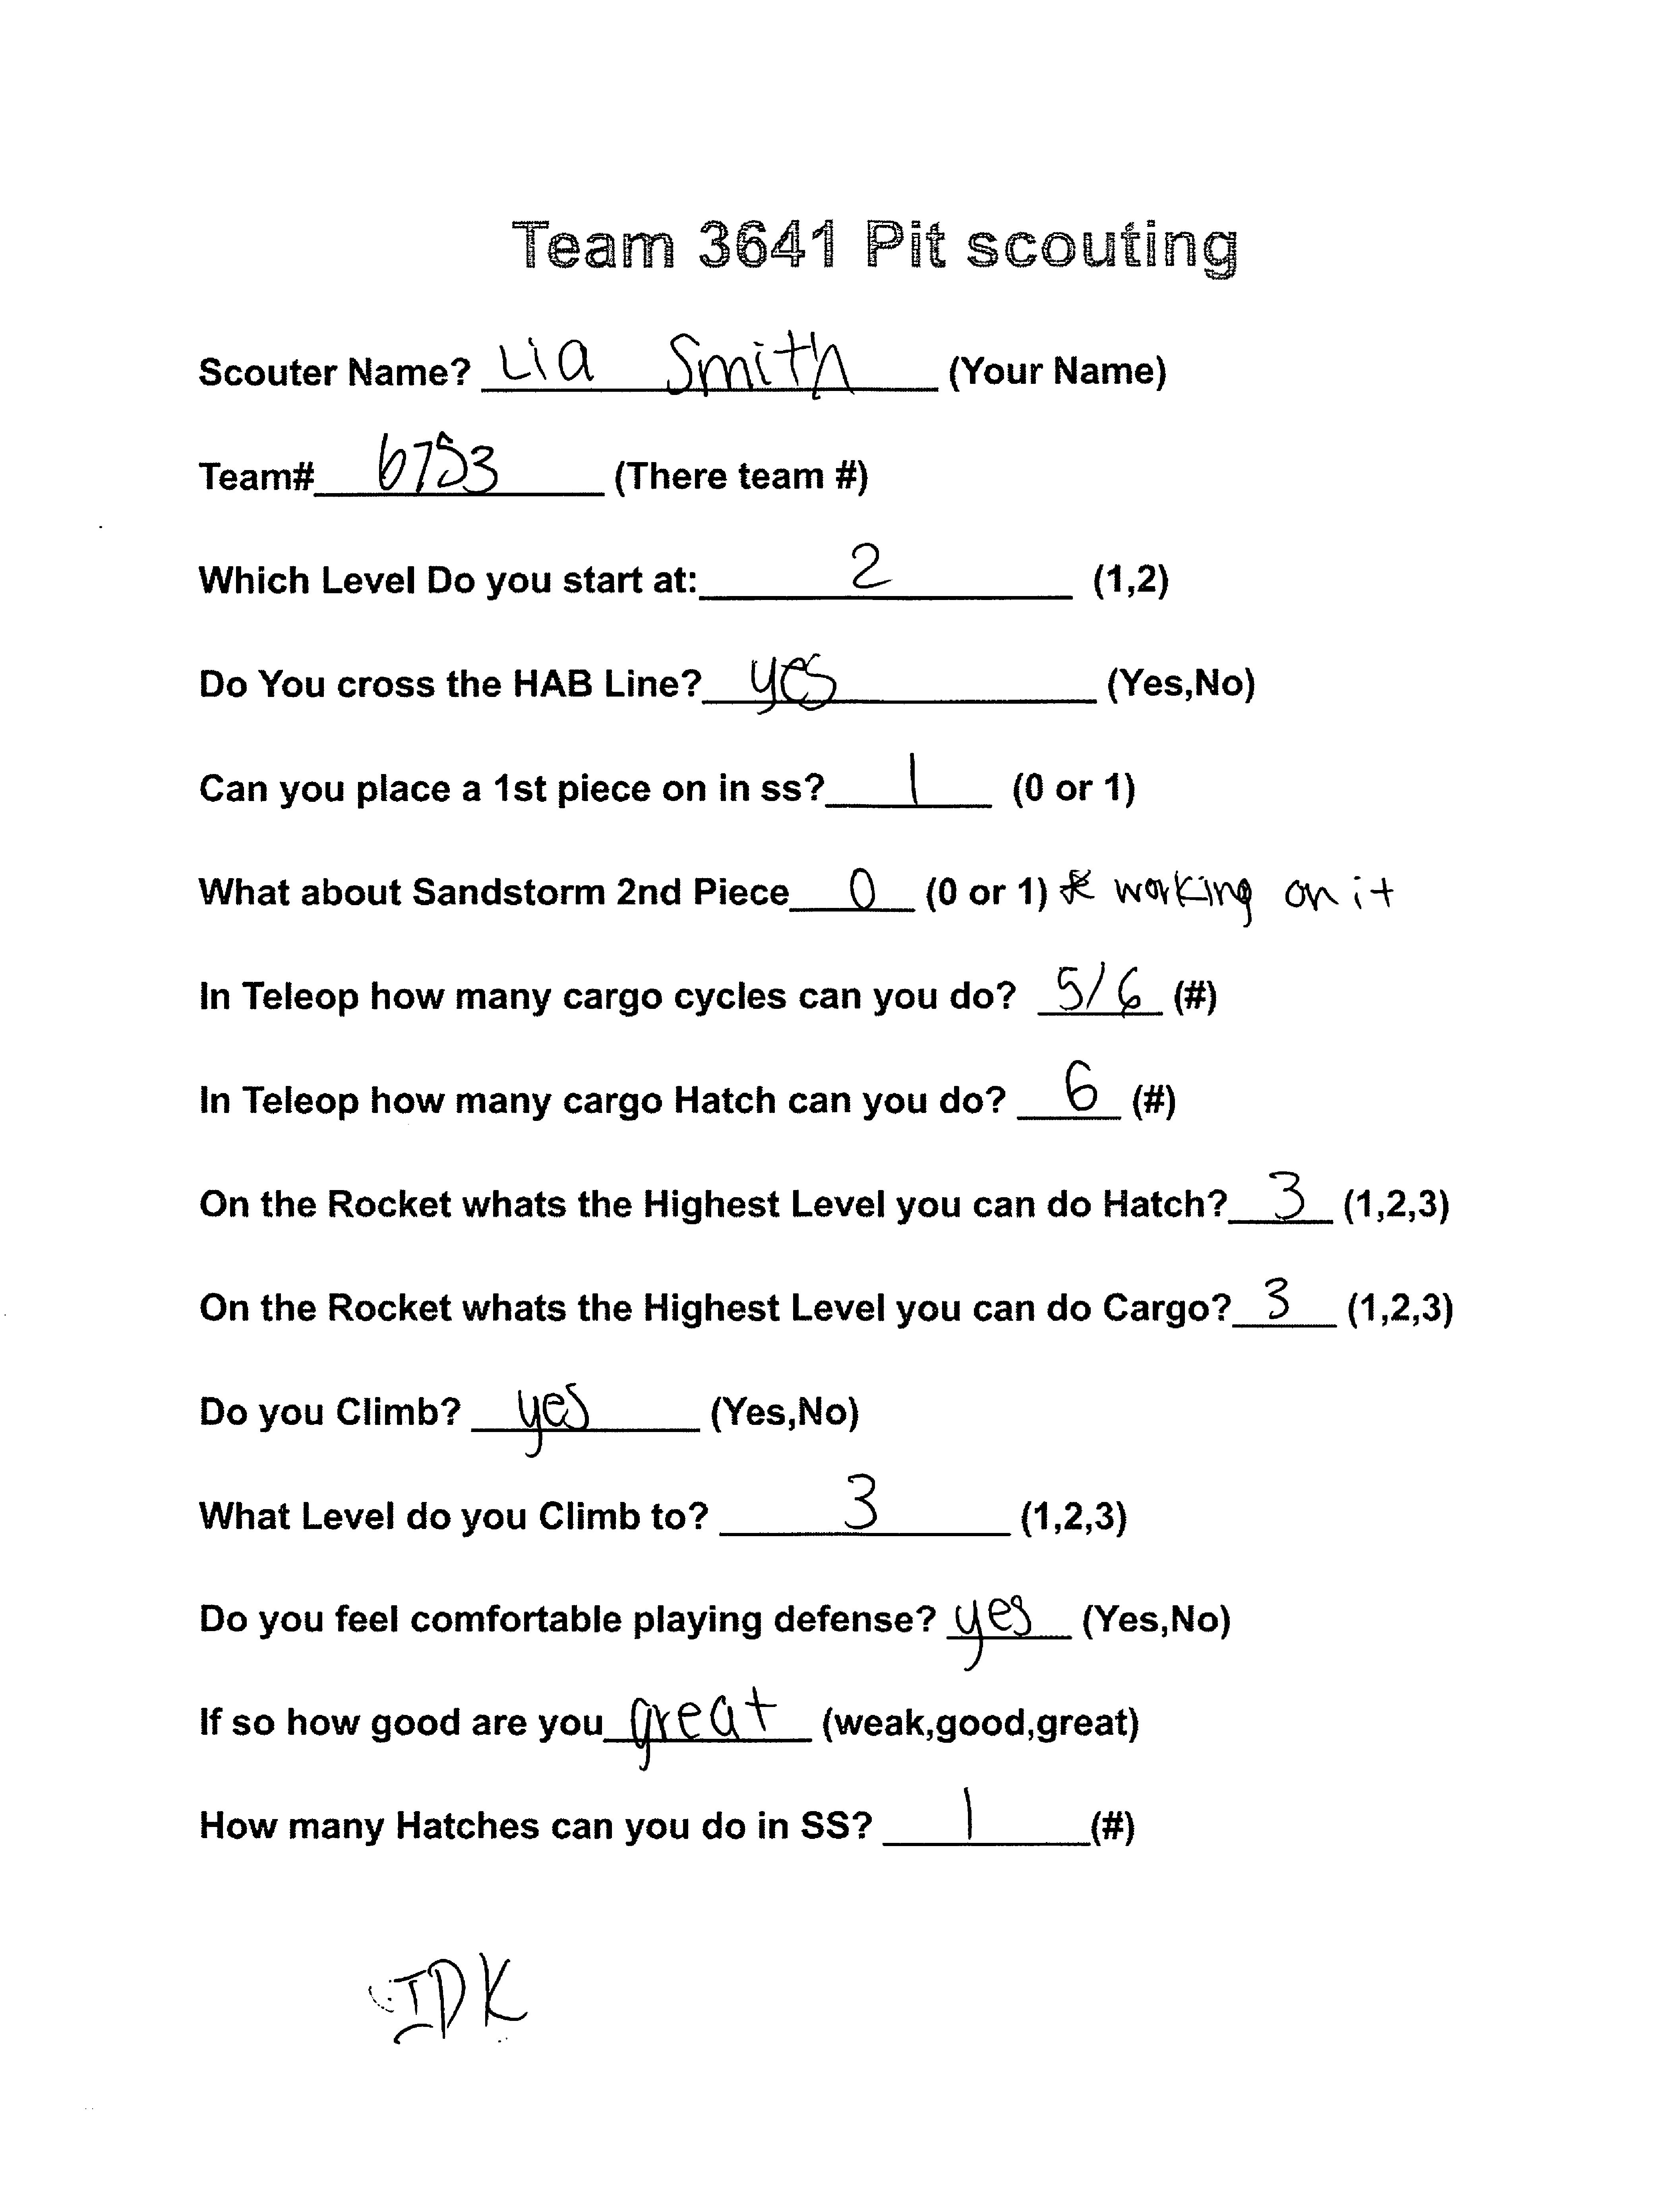 Team 3641 Pit scouting
Scouter Name? Lia Smith (Your Name)
Team# 6753 (There team #)
Which Level Do you start at: 2 (1,2)
Do You cross the HAB Line? yes (Yes,No)
Can you place a 1st piece on in ss? 1 (0 or 1)
What about Sandstorm 2nd Piece 0 (0 or 1) * working on it
In Teleop how many cargo cycles can you do? 5/6 (#)
In Teleop how many cargo Hatch can you do? 6 (#)
On the Rocket whats the Highest Level you can do Hatch? 3 (1,2,3)
On the Rocket whats the Highest Level you can do Cargo? 3 (1,2,3)
Do you Climb? yes (Yes,No)
What Level do you Climb to? 3 (1,2,3)
Do you feel comfortable playing defense? yes (Yes,No)
If so how good are you great (weak,good,great)
How many Hatches can you do in SS? 1 (#)
IDK